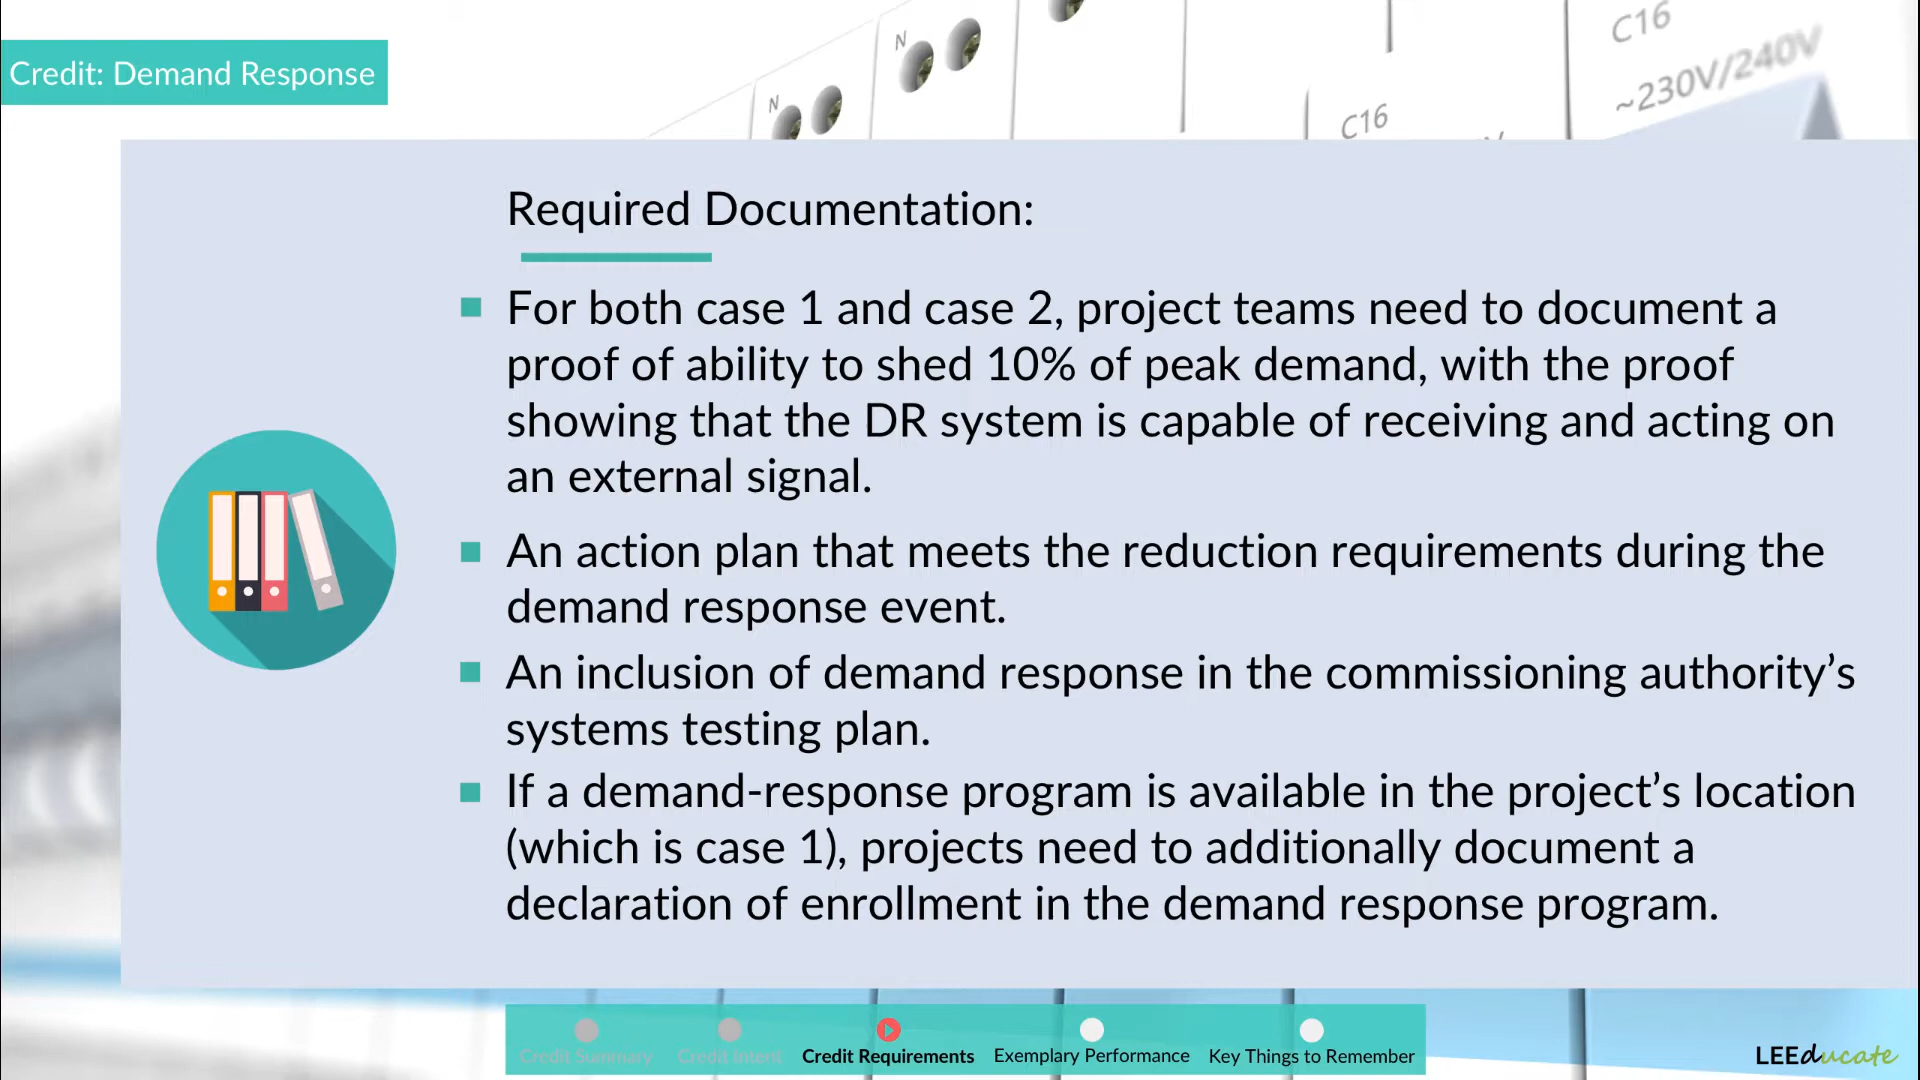 N
N
C16
C16
~230V/240V
Credit: Demand Response
Required Documentation:
For both case 1 and case 2, project teams need to document a
proof of ability to shed 10% of peak demand, with the proof
showing that the DR system is capable of receiving and acting on
an external signal.
An action plan that meets the reduction requirements during the
demand response event.
An inclusion of demand response in the commissioning authority’s
systems testing plan.
If a demand-response program is available in the project’s location
(which is case 1), projects need to additionally document a
declaration of enrollment in the demand response program.
Credit Summary Credit Intent Credit Requirements Exemplary Performance Key Things to Remember
LEEducate